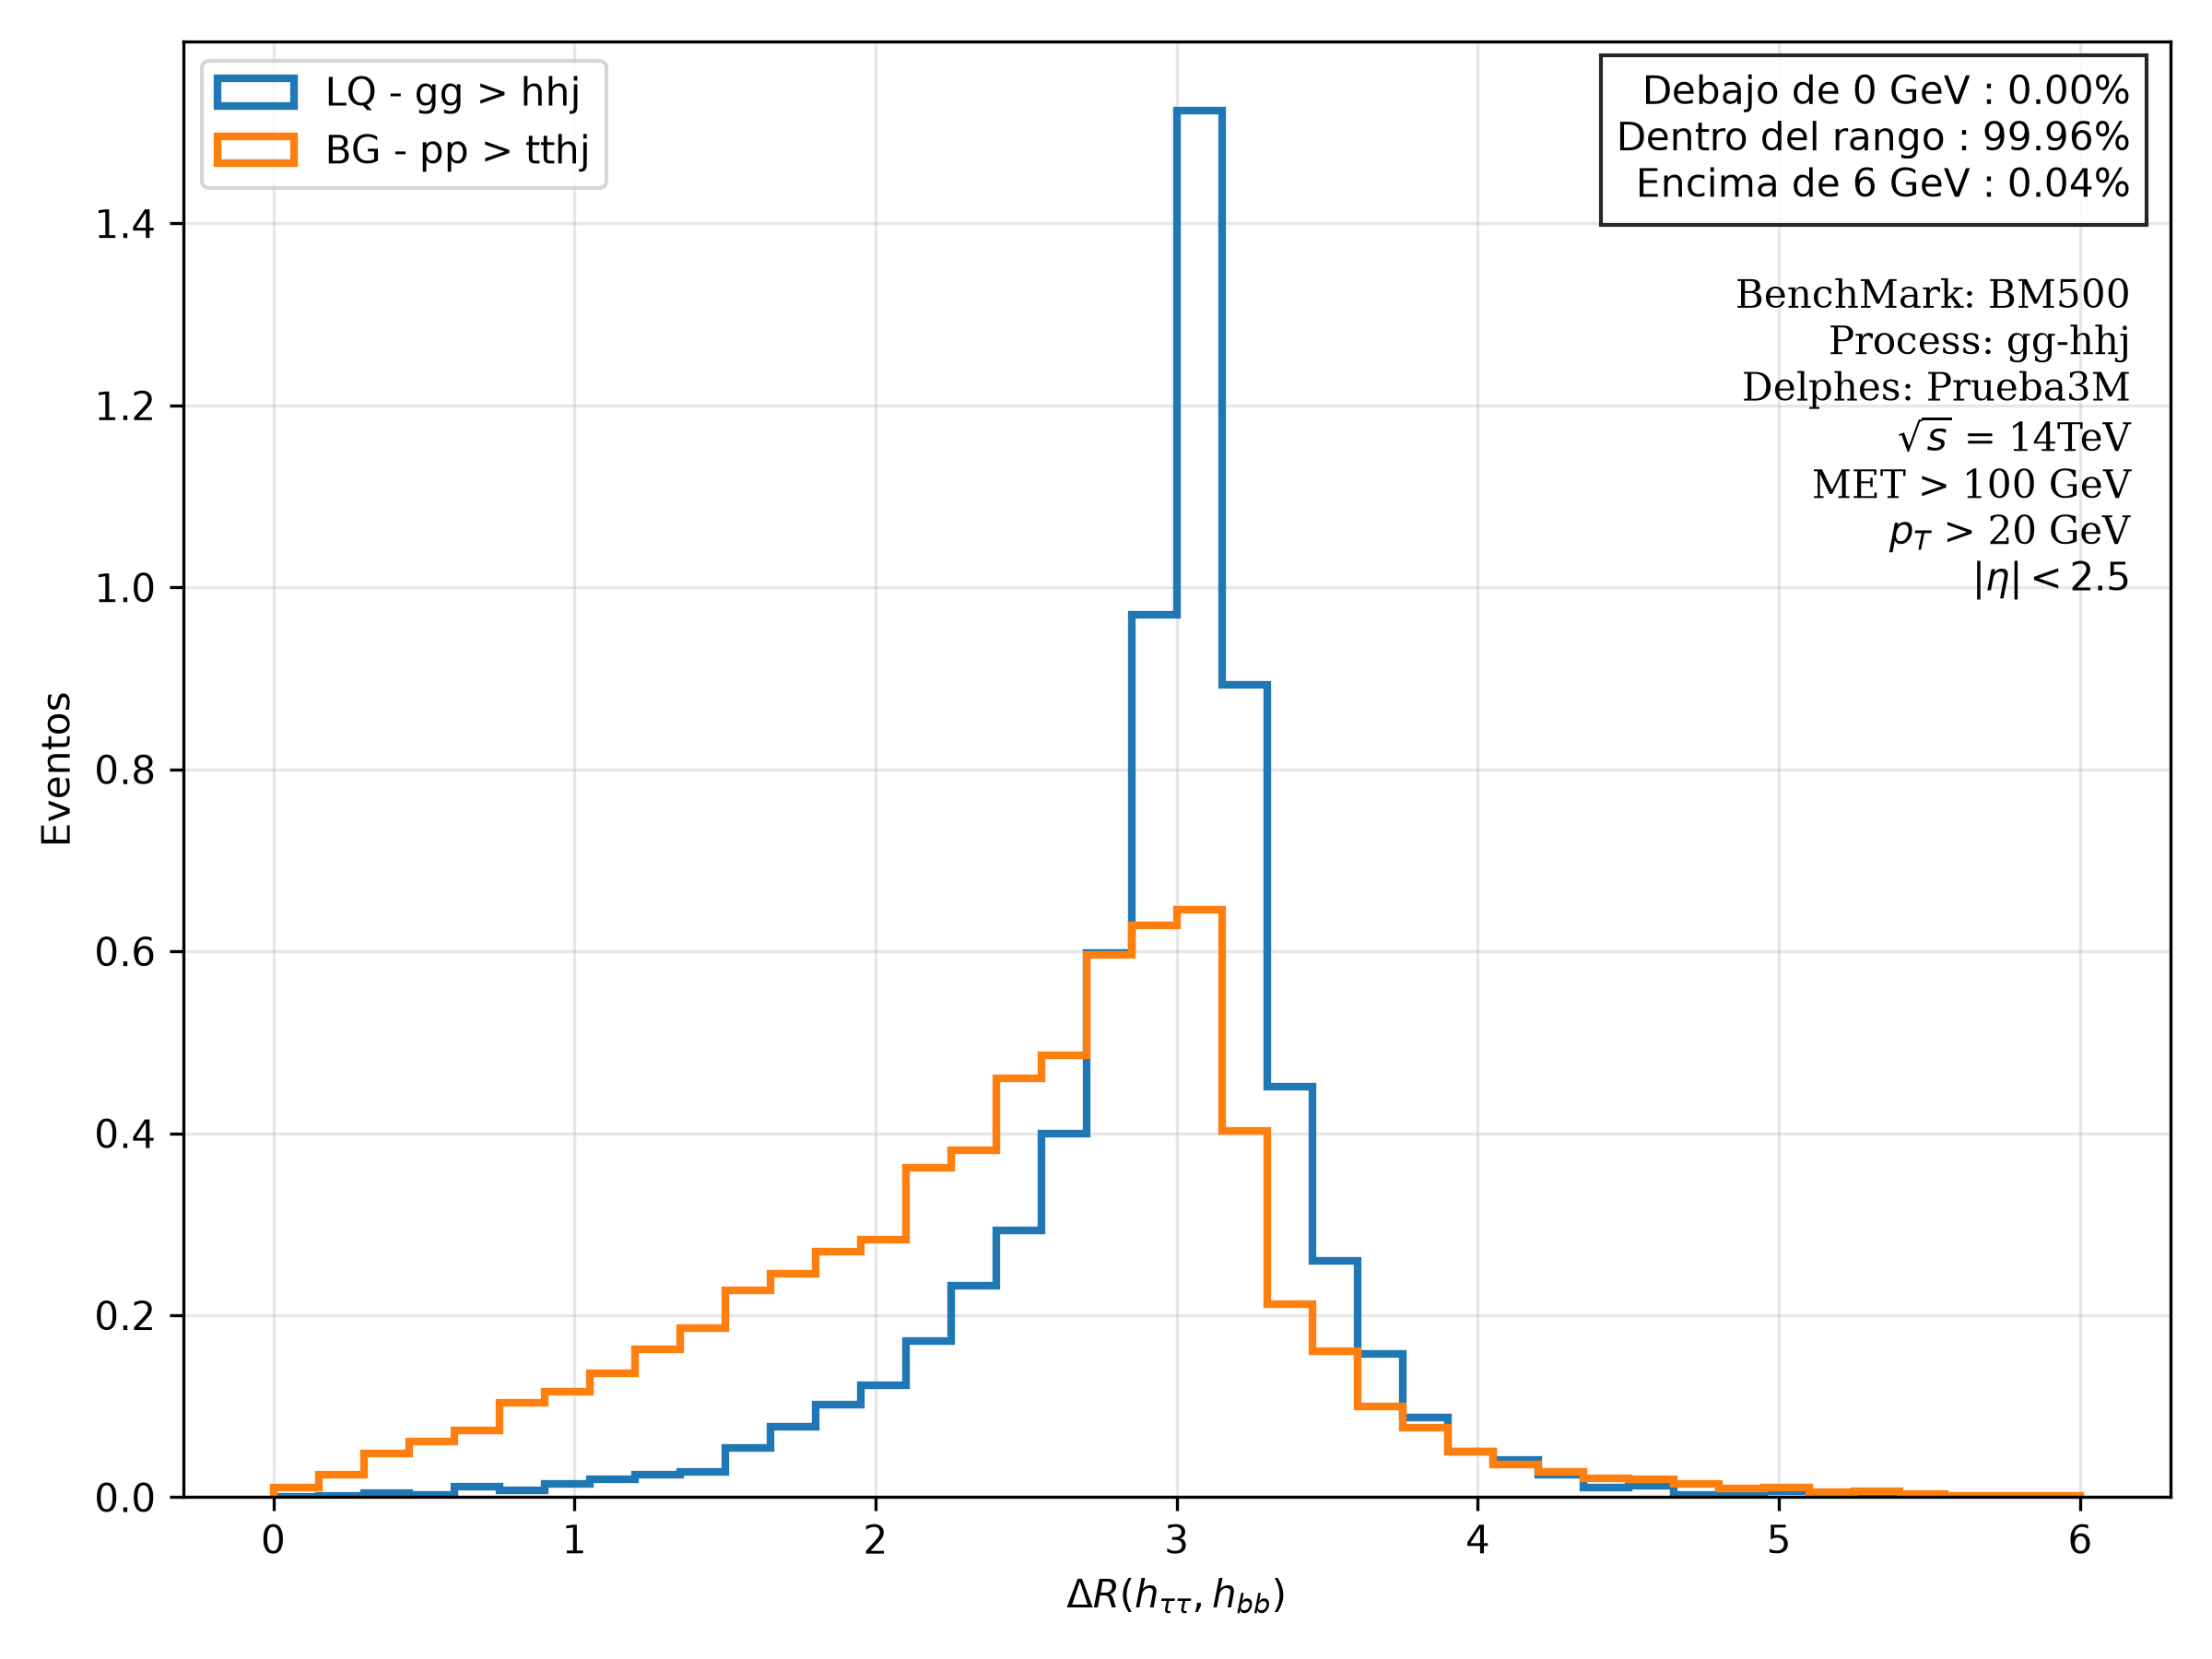 LQ - gg > hhj
BG - pp > tthj
Debajo de 0 GeV : 0.00%
Dentro del rango : 99.96%
Encima de 6 GeV : 0.04%
BenchMark: BM500
Process: gg-hhj
Delphes: Prueba3M
√s = 14TeV
MET > 100 GeV
p_T > 20 GeV
|η| < 2.5
Eventos
1.4
1.2
1.0
0.8
0.6
0.4
0.2
0.0
0 1 2 3 4 5 6
ΔR(h_ττ, h_bb)